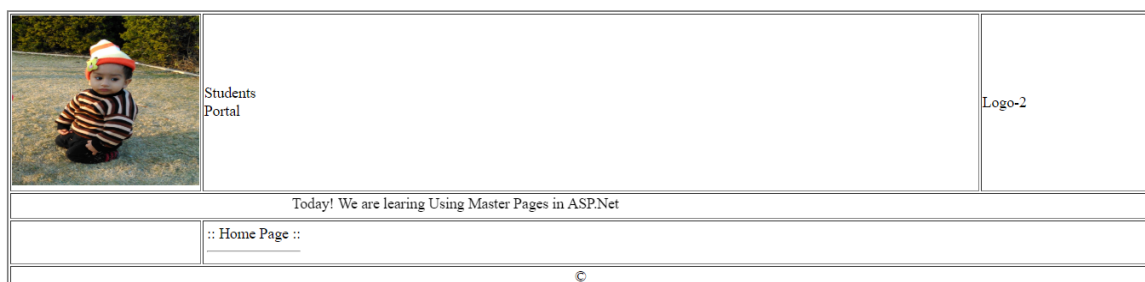 Students
Portal
Logo-2
Today! We are learing Using Master Pages in ASP.Net
:: Home Page ::
©